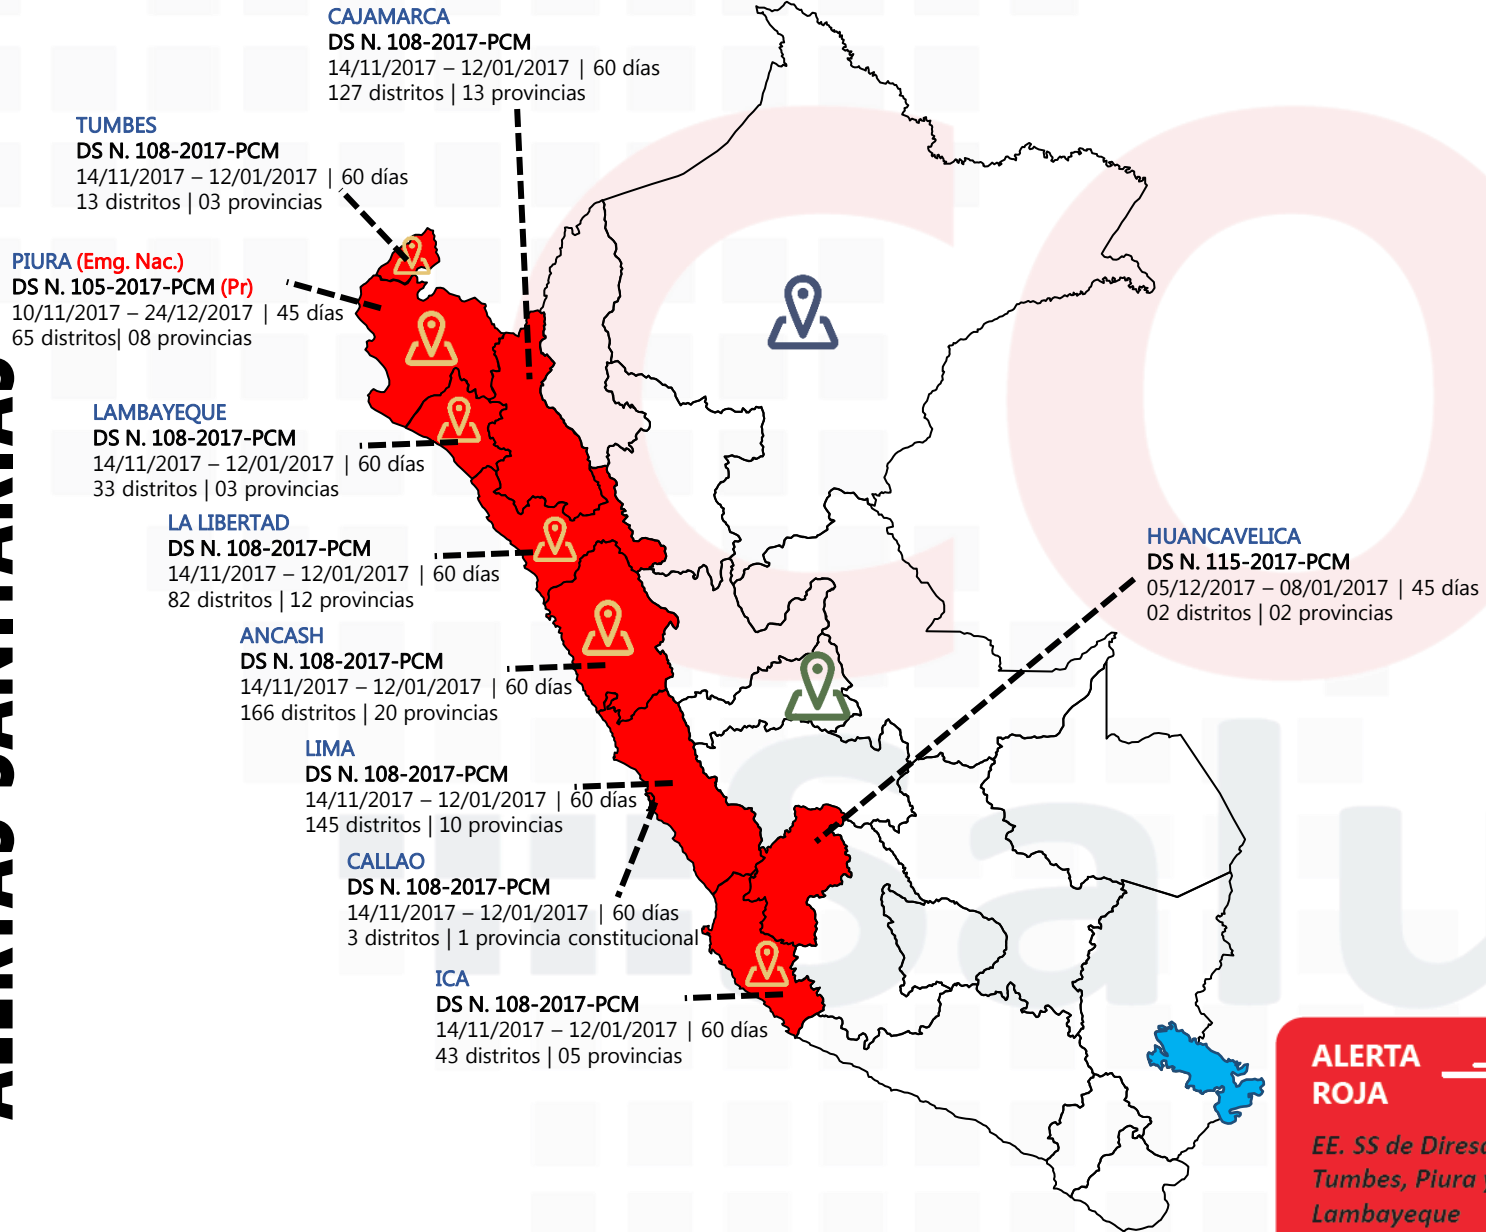 CAJAMARCA
DS N. 108-2017-PCM
14/11/2017 – 12/01/2017 | 60 días
127 distritos | 13 provincias
TUMBES
DS N. 108-2017-PCM
14/11/2017 – 12/01/2017 | 60 días
13 distritos | 03 provincias
PIURA (Emg. Nac.)
DS N. 105-2017-PCM (Pr)
10/11/2017 – 24/12/2017 | 45 días
65 distritos| 08 provincias
LAMBAYEQUE
DS N. 108-2017-PCM
14/11/2017 – 12/01/2017 | 60 días
33 distritos | 03 provincias
LA LIBERTAD
DS N. 108-2017-PCM
14/11/2017 – 12/01/2017 | 60 días
82 distritos | 12 provincias
HUANCAVELICA
DS N. 115-2017-PCM
05/12/2017 – 08/01/2017 | 45 días
02 distritos | 02 provincias
ANCASH
DS N. 108-2017-PCM
14/11/2017 – 12/01/2017 | 60 días
166 distritos | 20 provincias
LIMA
DS N. 108-2017-PCM
14/11/2017 – 12/01/2017 | 60 días
145 distritos | 10 provincias
CALLAO
DS N. 108-2017-PCM
14/11/2017 – 12/01/2017 | 60 días
3 distritos | 1 provincia constitucional
ICA
DS N. 108-2017-PCM
14/11/2017 – 12/01/2017 | 60 días
43 distritos | 05 provincias
ALERTA
ROJA
EE. SS de
Tumbes, Piura y
Lambayeque
CO
Salu